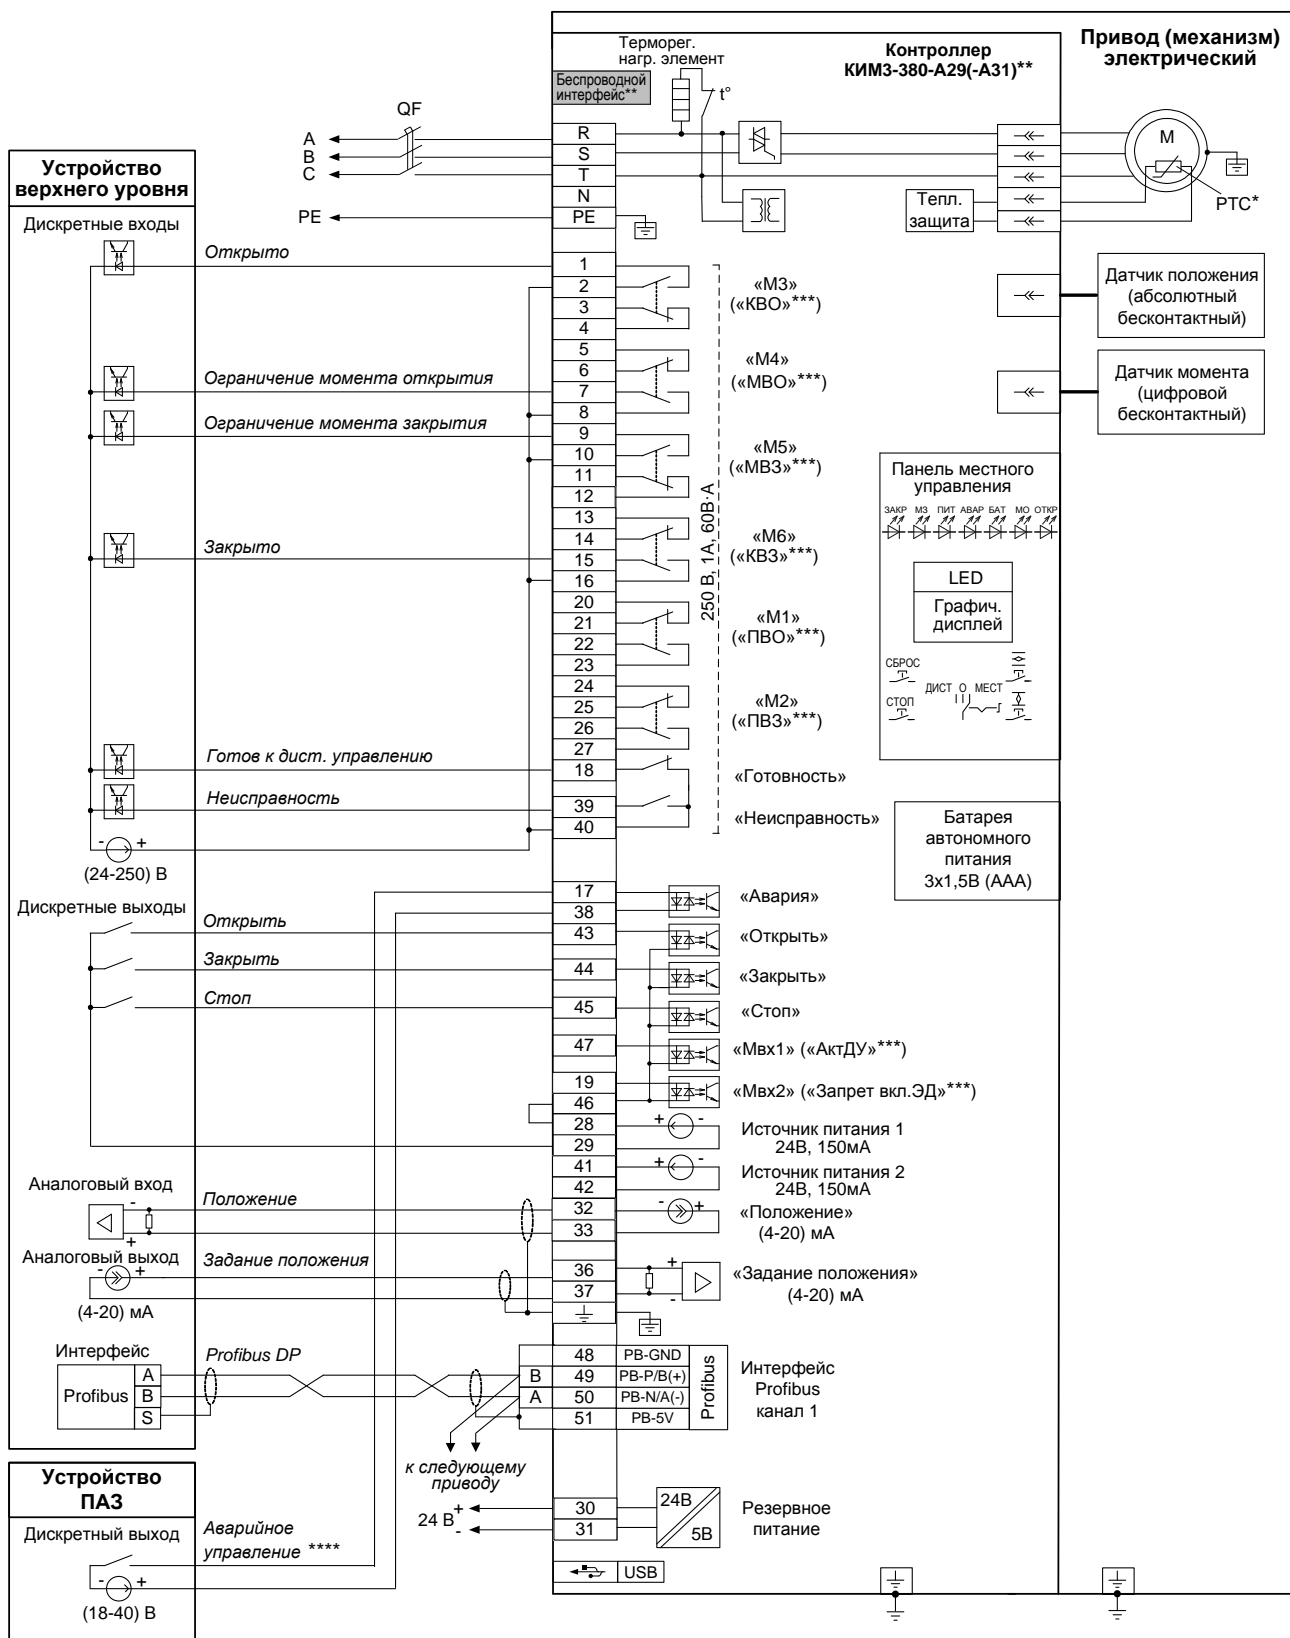 Привод (механизм)
электрический
Контроллер
КИМ3-380-А29(-А31)**
Терморег.
нагр. элемент
t°
Беспроводной
интерфейс**
QF
A
B
C
PE
R
S
T
N
PE
M
PTC*
Тепл.
защита
Устройство
верхнего уровня
Дискретные входы
Открыто
1
2
3
4
«М3»
(«КВО»***)
Датчик положения
(абсолютный
бесконтактный)
Ограничение момента открытия
5
6
7
8
«М4»
(«МВО»***)
Датчик момента
(цифровой
бесконтактный)
Ограничение момента закрытия
9
10
11
12
«М5»
(«МВЗ»***)
Закрыто
13
14
15
16
«М6»
(«КВЗ»***)
20
21
22
23
«М1»
(«ПВО»***)
24
25
26
27
«М2»
(«ПВЗ»***)
250 В, 1А, 60В·А
Панель местного
управления
ЗАКР МЗ ПИТ АВАР БАТ МО ОТКР
LED
Графич.
дисплей
СБРОС
СТОП
ДИСТ О МЕСТ
Готов к дист. управлению
18
«Готовность»
Неисправность
39
40
«Неисправность»
- +
(24-250) В
Батарея
автономного
питания
3х1,5В (ААА)
Дискретные выходы
17
38
«Авария»
Открыть
43
«Открыть»
Закрыть
44
«Закрыть»
Стоп
45
«Стоп»
47
«Мвх1» («АктДУ»***)
19
46
«Мвх2» («Запрет вкл.ЭД»***)
28
29
+ -
Источник питания 1
24В, 150мА
41
42
+ -
Источник питания 2
24В, 150мА
Аналоговый вход
-
+
Положение
32
33
- +
«Положение»
(4-20) мА
Аналоговый выход
- +
(4-20) мА
Задание положения
36
37
+
-
«Задание положения»
(4-20) мА
Интерфейс
Profibus
A
B
S
Profibus DP
B
A
48 PB-GND
49 PB-P/B(+)
50 PB-N/A(-)
51 PB-5V
Profibus
Интерфейс
Profibus
канал 1
к следующему
приводу
24 В
+
-
30
31
24В
5В
Резервное
питание
USB
Устройство
ПАЗ
Дискретный выход
- +
(18-40) В
Аварийное
управление ****